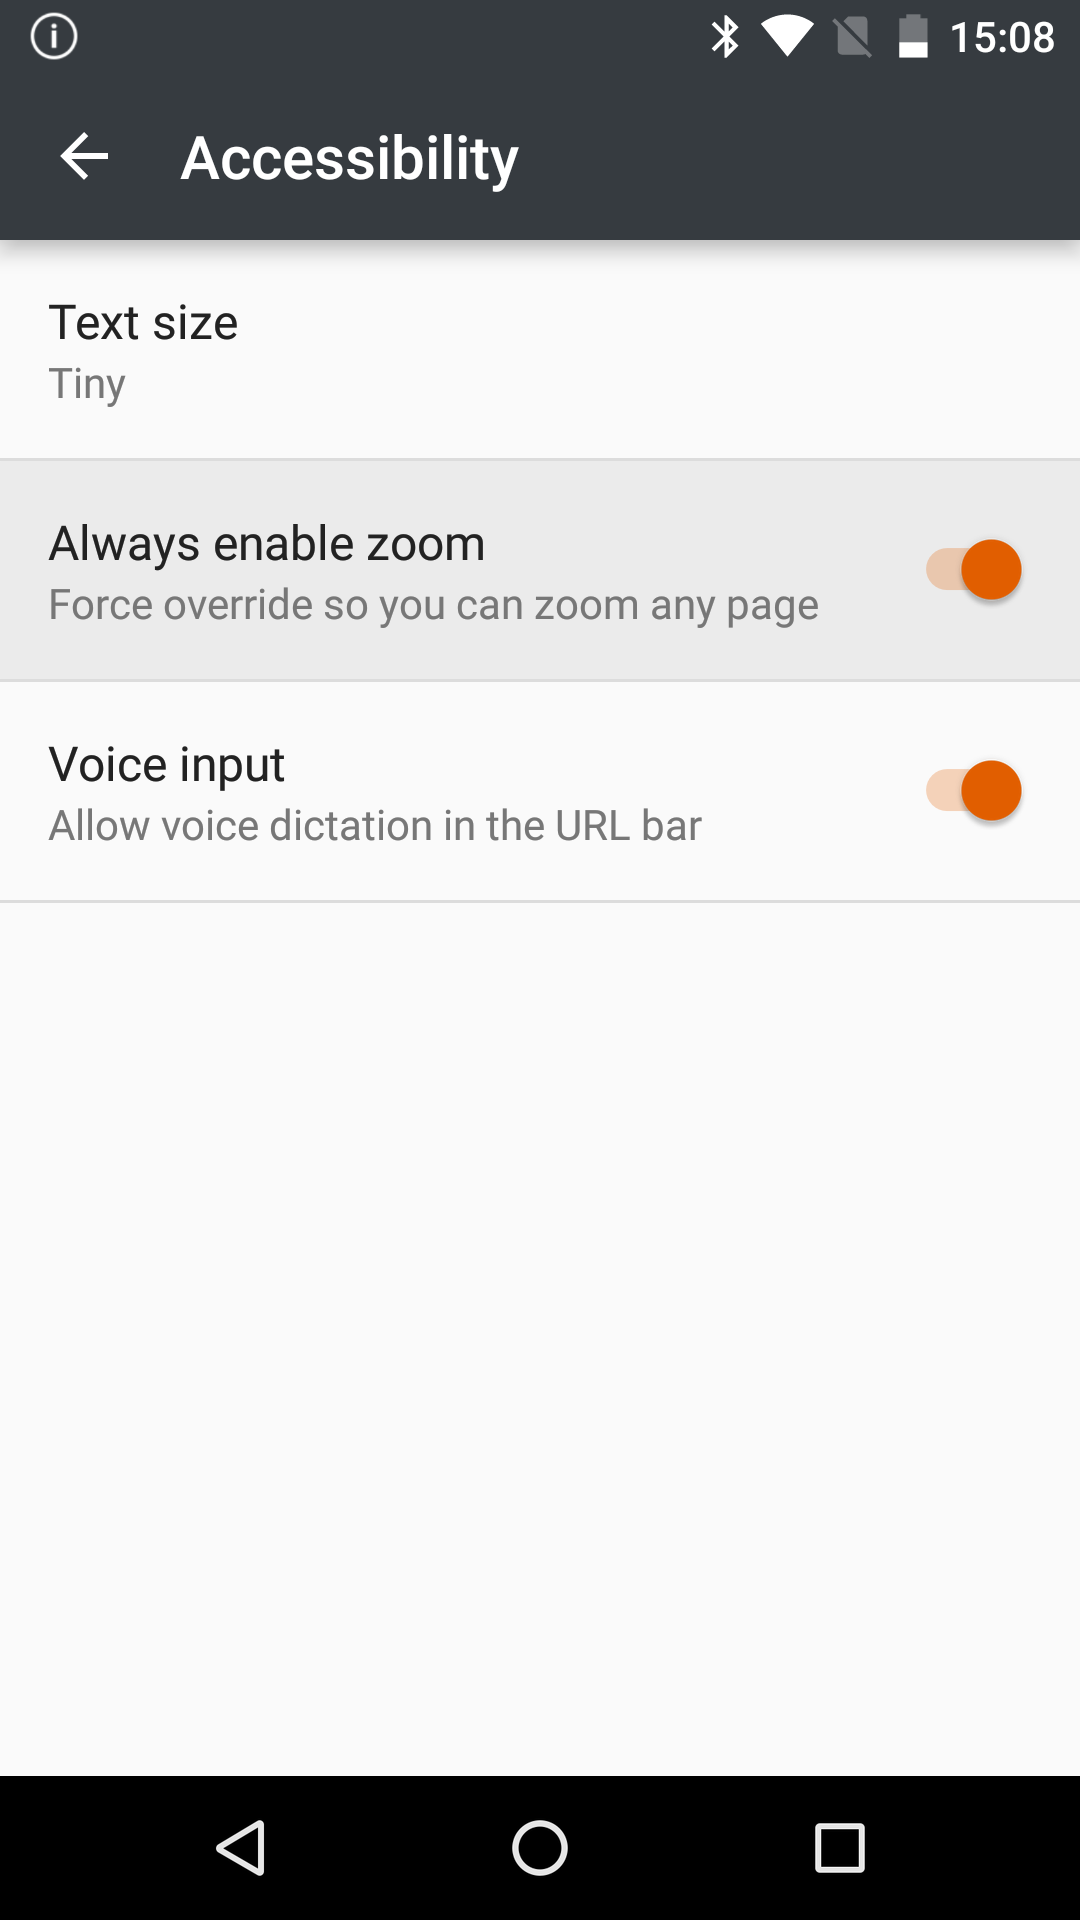 15:08
Accessibility
Text size
Tiny
Always enable zoom
Force override so you can zoom any page
Voice input
Allow voice dictation in the URL bar